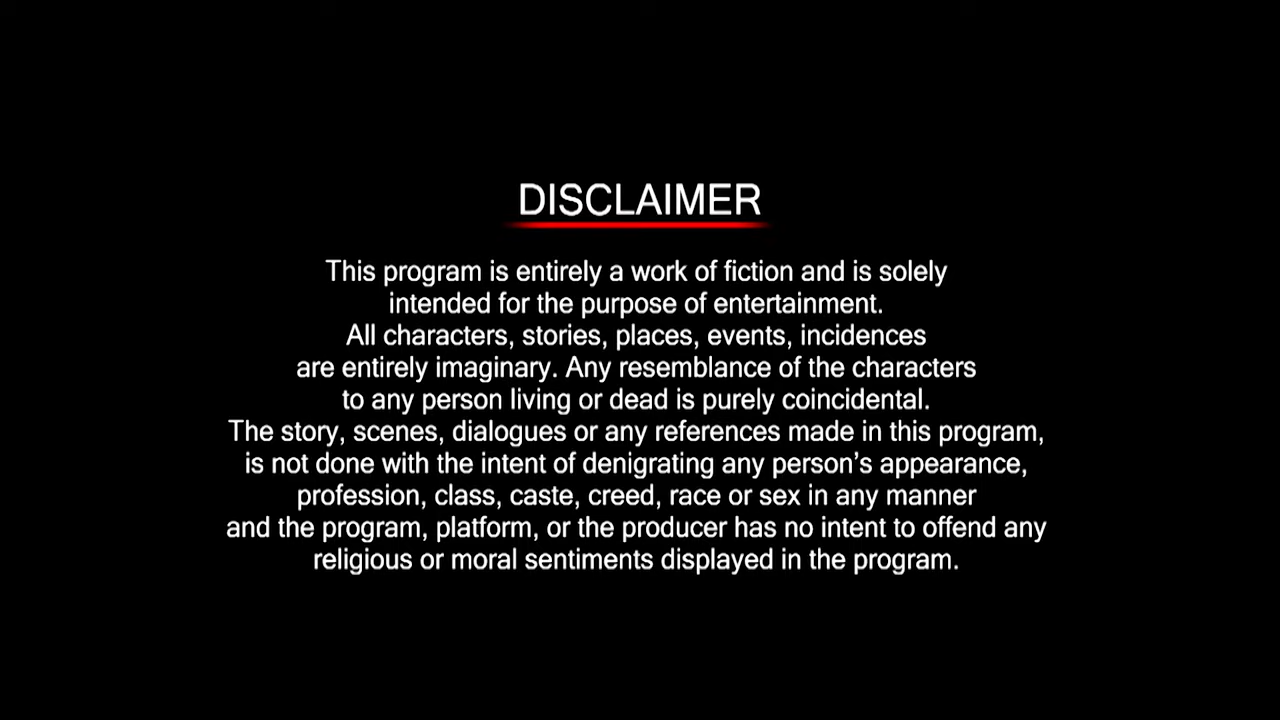 DISCLAIMER
This program is entirely a work of fiction and is solely
intended for the purpose of entertainment.
All characters, stories, places, events, incidences
are entirely imaginary. Any resemblance of the characters
to any person living or dead is purely coincidental.
The story, scenes, dialogues or any references made in this program,
is not done with the intent of denigrating any person's appearance,
profession, class, caste, creed, race or sex in any manner
and the program, platform, or the producer has no intent to offend any
religious or moral sentiments displayed in the program.